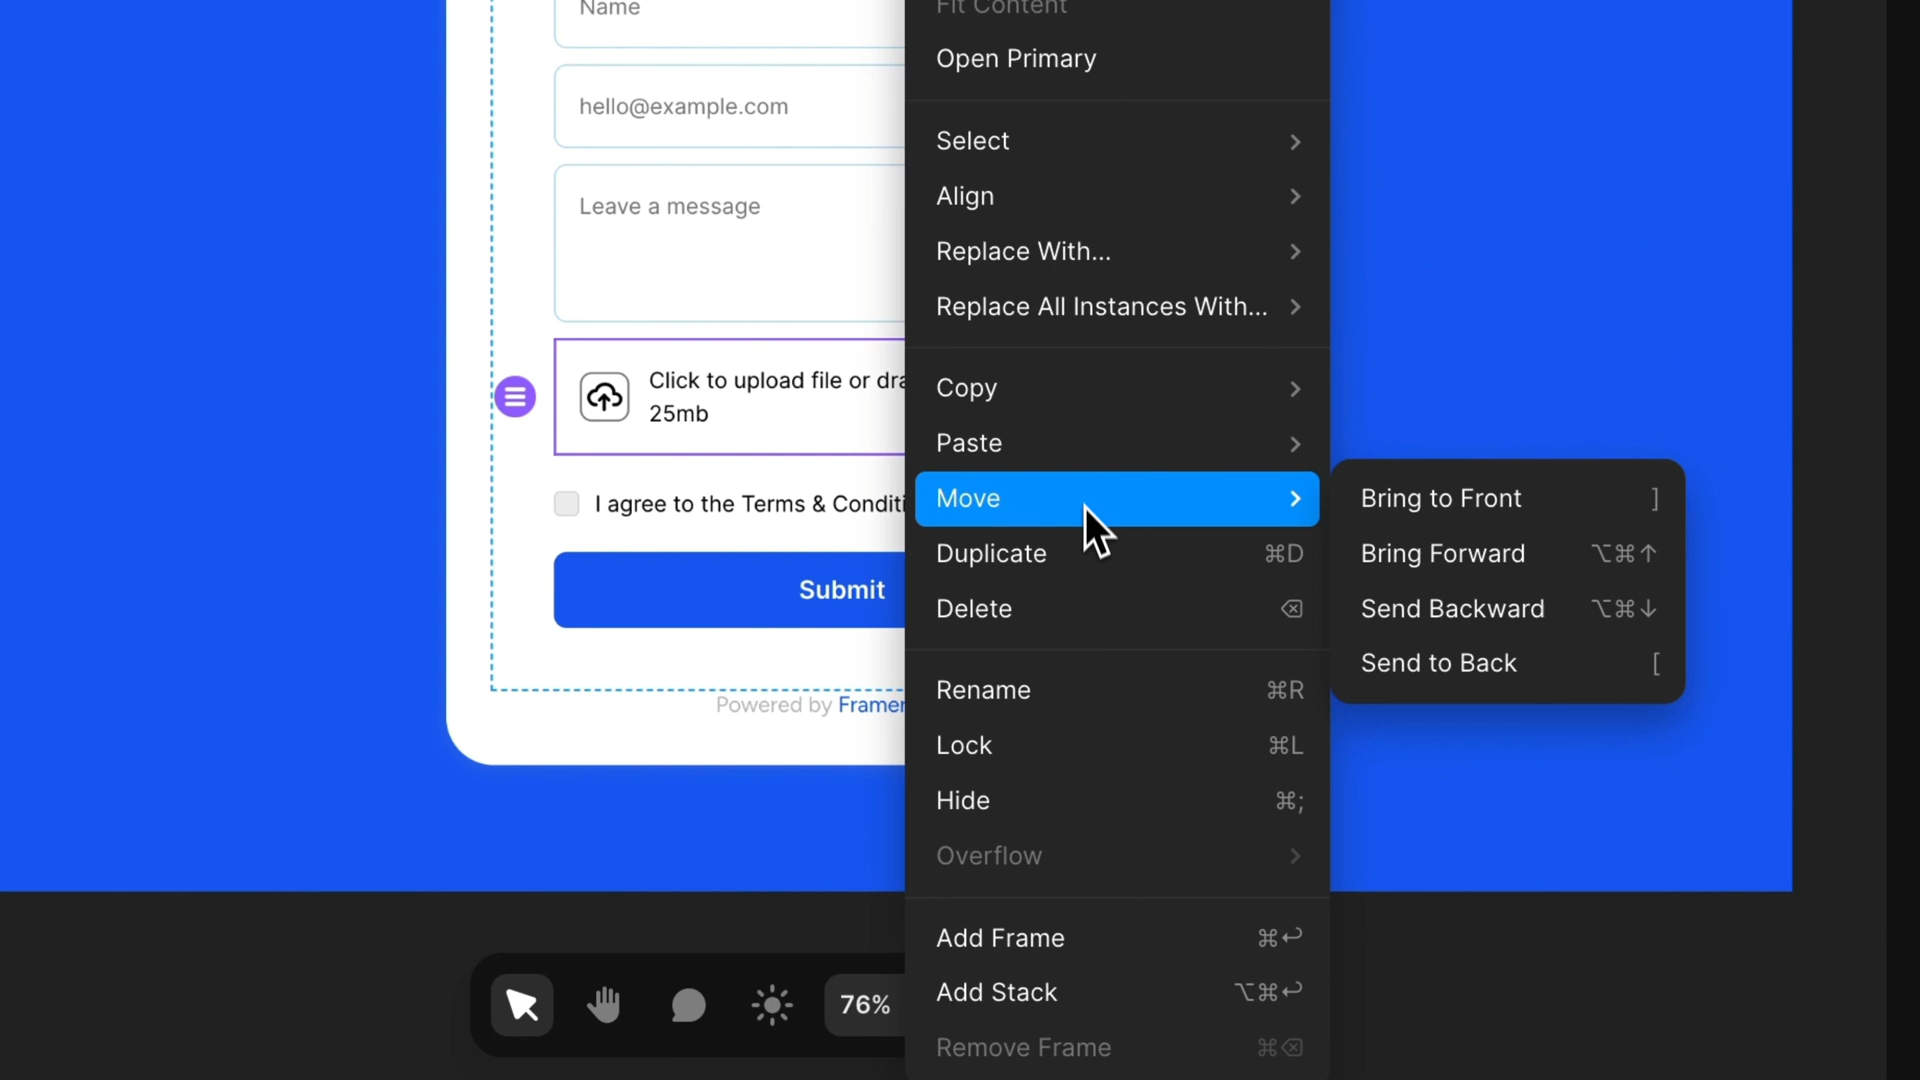 Name
hello@example.com
Leave a message
Click to upload file or dra
25mb
I agree to the Terms & Conditi
Submit
Powered by Framer
76%
Fit Content
Open Primary
Select
Align
Replace With...
Replace All Instances With...
Copy
Paste
Move
Duplicate ⌘D
Delete ⌫
Rename ⌘R
Lock ⌘L
Hide ⌘;
Overflow
Add Frame ⌘↩
Add Stack ⌥⌘↩
Remove Frame ⌘⌫
Bring to Front ]
Bring Forward ⌥⌘↑
Send Backward ⌥⌘↓
Send to Back [